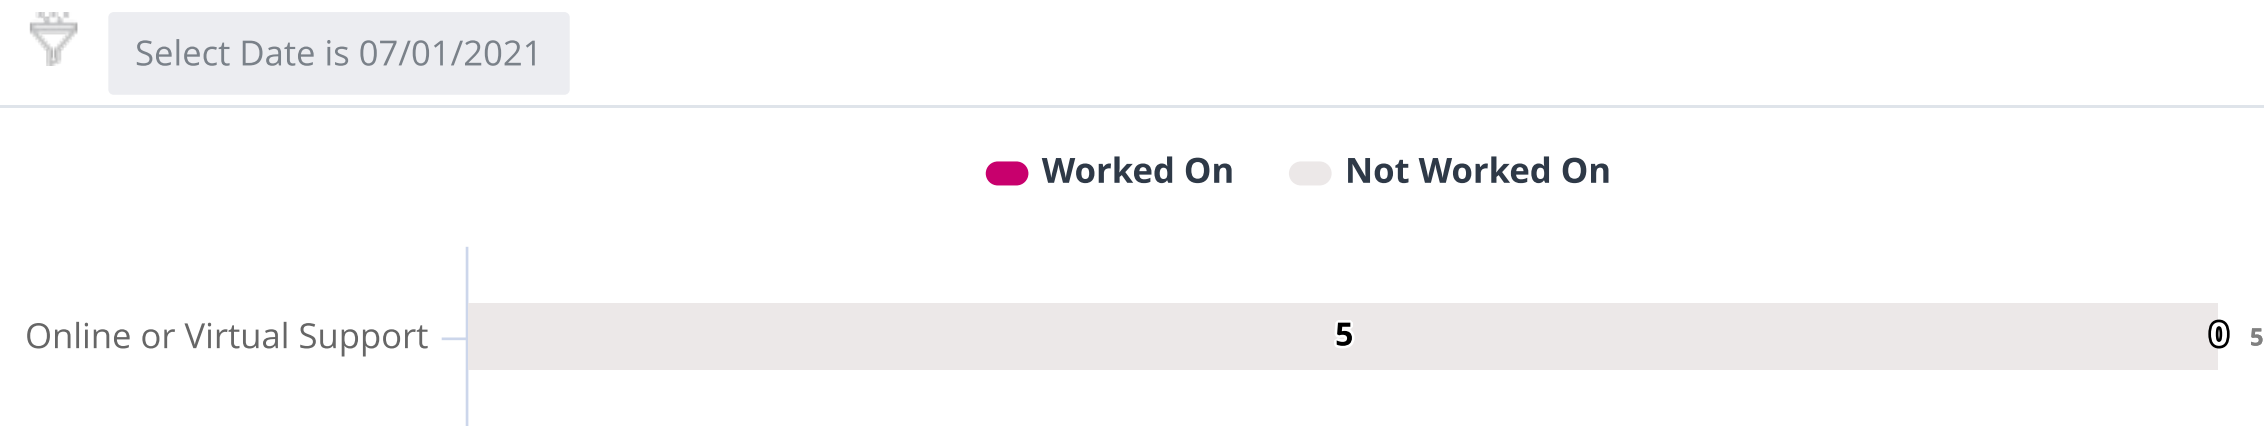 Select Date is 07/01/2021
Worked On Not Worked On
Online or Virtual Support 5 0 5